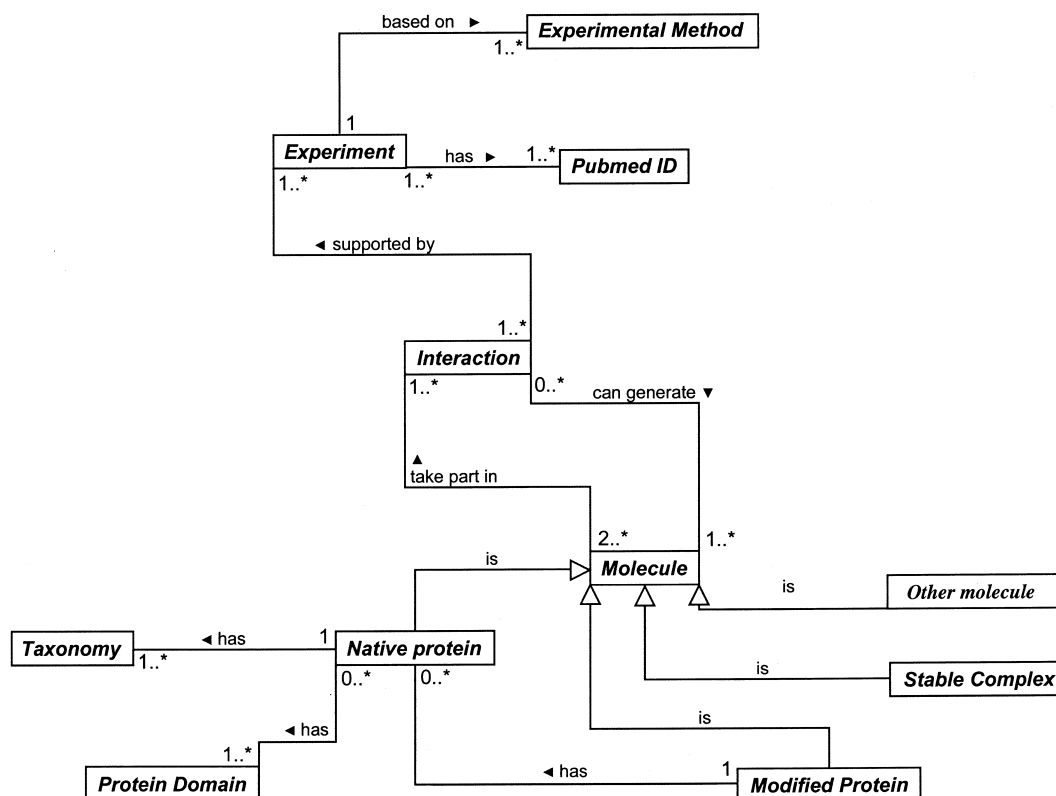 based on ►
Experimental Method
1..*
1
Experiment
has ►
1..*
Pubmed ID
1..*
1..*
◄ supported by
1..*
Interaction
1..*
0..*
can generate ▼
▲
take part in
2..*
1..*
is
Molecule
is
Other molecule
Taxonomy
◄ has
1
Native protein
1..*
0..*
0..*
is
Stable Complex
◄ has
is
1..*
Protein Domain
◄ has
1
Modified Protein